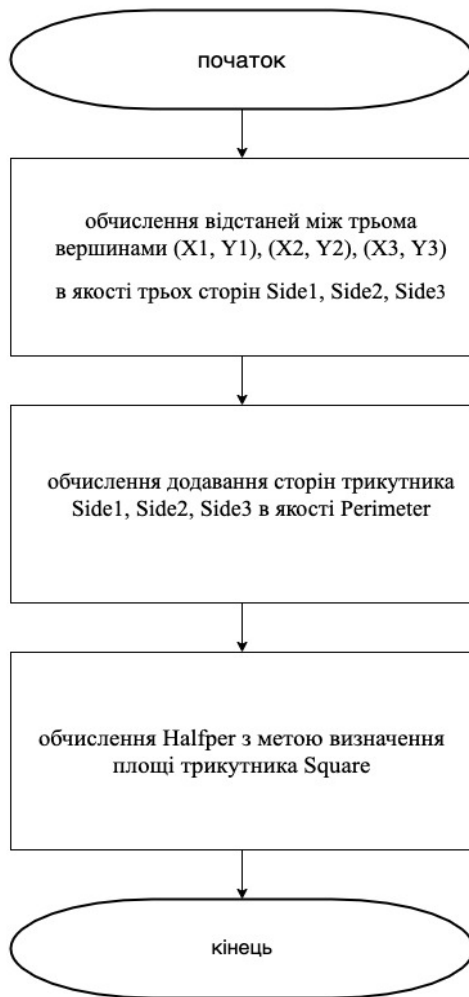 початок
обчислення відстаней між трьома
вершинами (X1, Y1), (X2, Y2), (X3, Y3)
в якості трьох сторін Side1, Side2, Side3
обчислення додавання сторін трикутника
Side1, Side2, Side3 в якості Perimeter
обчислення Halfper з метою визначення
площі трикутника Square
кінець